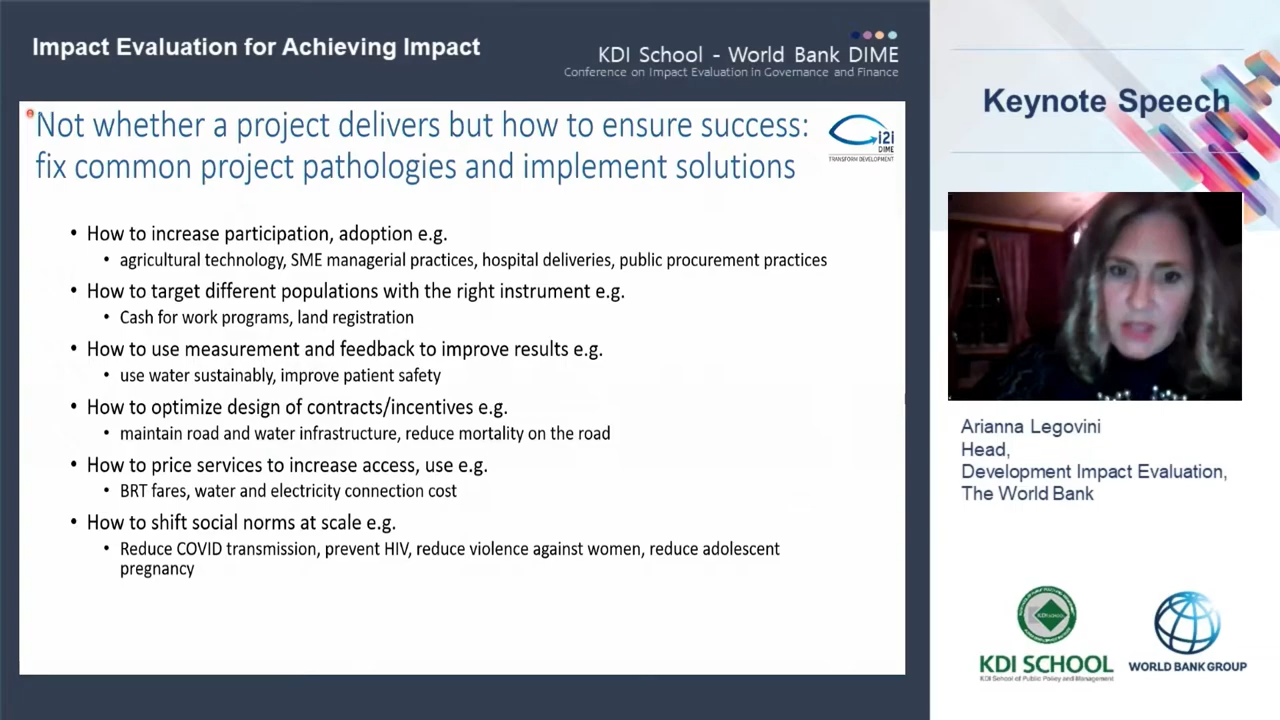 Impact Evaluation for Achieving Impact
KDI School - World Bank DIME
Conference on Impact Evaluation in Governance and Finance
Not whether a project delivers but how to ensure success:
fix common project pathologies and implement solutions
i2i
DIME
TRANSFORM DEVELOPMENT
• How to increase participation, adoption e.g.
• agricultural technology, SME managerial practices, hospital deliveries, public procurement practices
• How to target different populations with the right instrument e.g.
• Cash for work programs, land registration
• How to use measurement and feedback to improve results e.g.
• use water sustainably, improve patient safety
• How to optimize design of contracts/incentives e.g.
• maintain road and water infrastructure, reduce mortality on the road
• How to price services to increase access, use e.g.
• BRT fares, water and electricity connection cost
• How to shift social norms at scale e.g.
• Reduce COVID transmission, prevent HIV, reduce violence against women, reduce adolescent
pregnancy
Keynote Speech
Arianna Legovini
Head,
Development Impact Evaluation,
The World Bank
KDI SCHOOL
KDI School of Public Policy and Management
WORLD BANK GROUP